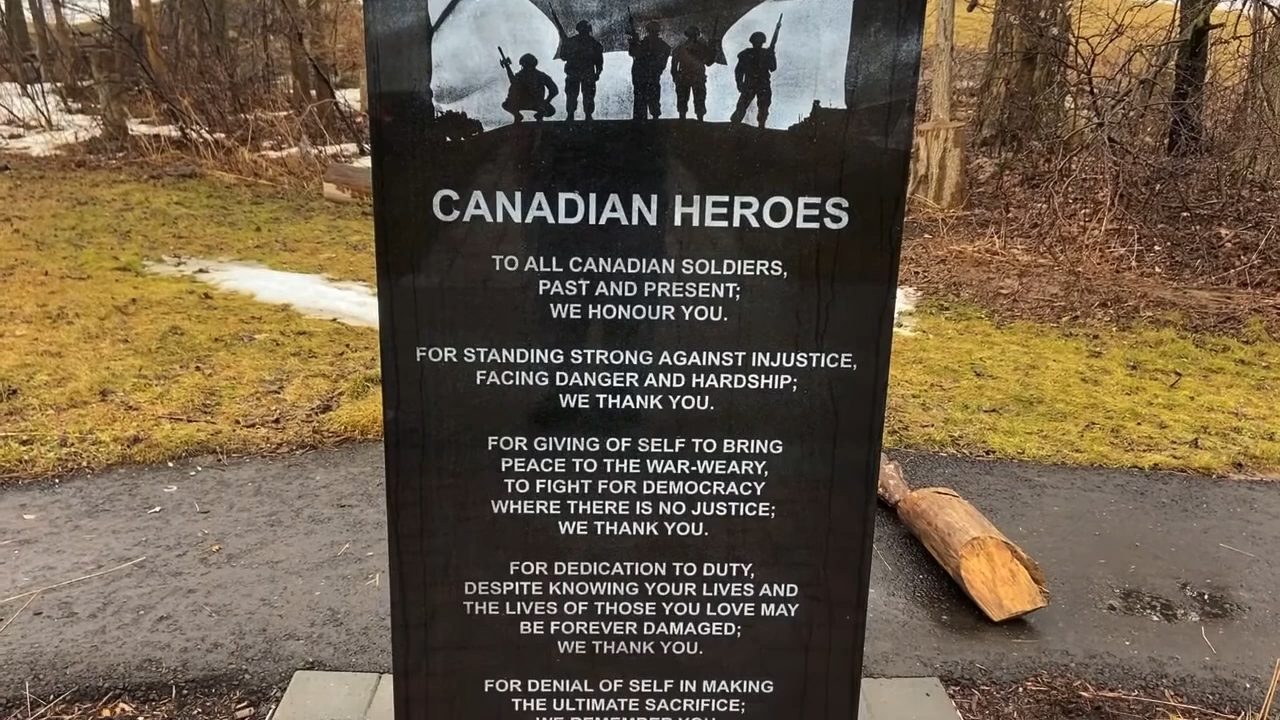 CANADIAN HEROES
TO ALL CANADIAN SOLDIERS,
PAST AND PRESENT;
WE HONOUR YOU.
FOR STANDING STRONG AGAINST INJUSTICE,
FACING DANGER AND HARDSHIP;
WE THANK YOU.
FOR GIVING OF SELF TO BRING
PEACE TO THE WAR-WEARY,
TO FIGHT FOR DEMOCRACY
WHERE THERE IS NO JUSTICE;
WE THANK YOU.
FOR DEDICATION TO DUTY,
DESPITE KNOWING YOUR LIVES AND
THE LIVES OF THOSE YOU LOVE MAY
BE FOREVER DAMAGED;
WE THANK YOU.
FOR DENIAL OF SELF IN MAKING
THE ULTIMATE SACRIFICE;
WE REMEMBER YOU